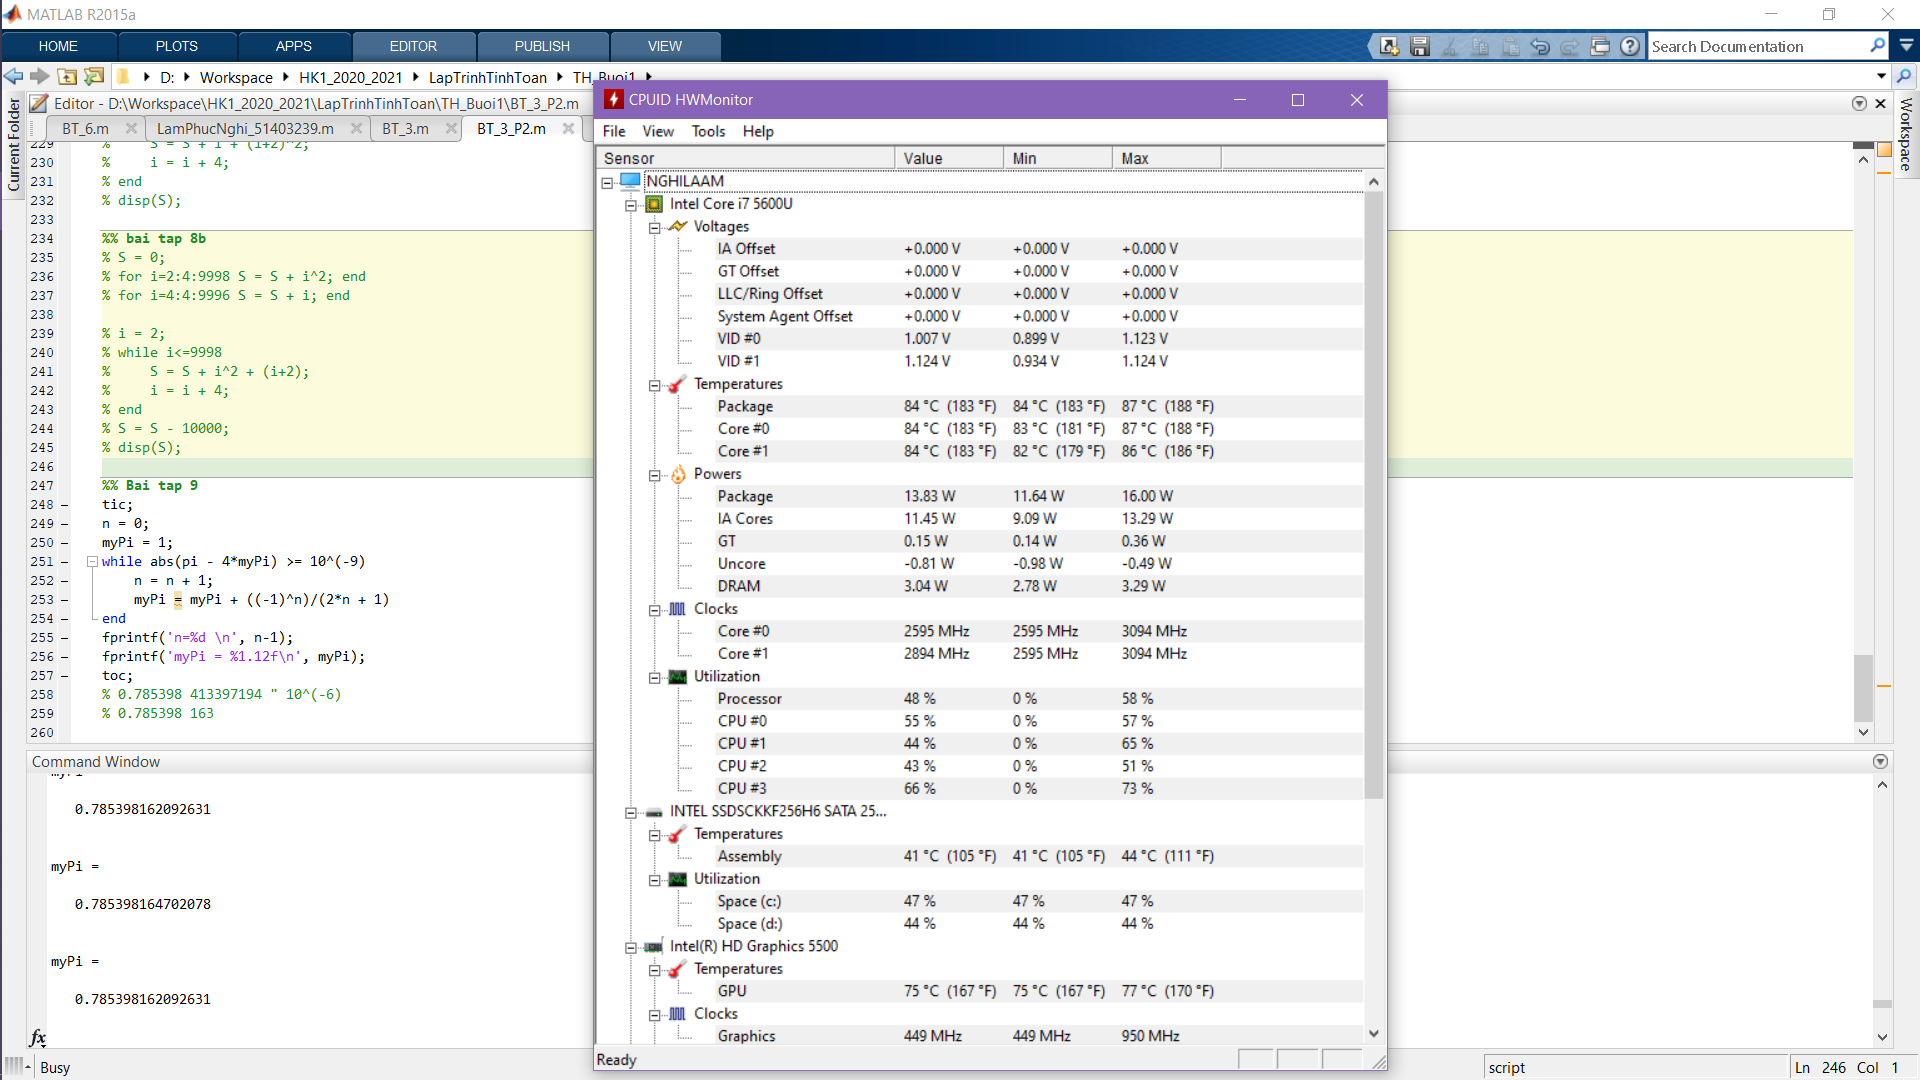 MATLAB R2015a
HOME PLOTS APPS EDITOR PUBLISH VIEW
Search Documentation
D: Workspace HK1_2020_2021 LapTrinhTinhToan TH_Buoi1
Current Folder
Workspace
Editor - D:\Workspace\HK1_2020_2021\LapTrinhTinhToan\TH_Buoi1\BT_3_P2.m
BT_6.m LamPhucNghi_51403239.m BT_3.m BT_3_P2.m
229 % S = S + i + (i+2)^2;
230 % i = i + 4;
231 % end
232 % disp(S);
233
234 %% bai tap 8b
235 % S = 0;
236 % for i=2:4:9998 S = S + i^2; end
237 % for i=4:4:9996 S = S + i; end
238
239 % i = 2;
240 % while i<=9998
241 % S = S + i^2 + (i+2);
242 % i = i + 4;
243 % end
244 % S = S - 10000;
245 % disp(S);
246
247 %% Bai tap 9
248 – tic;
249 – n = 0;
250 – myPi = 1;
251 – while abs(pi - 4*myPi) >= 10^(-9)
252 – n = n + 1;
253 – myPi = myPi + ((-1)^n)/(2*n + 1)
254 – end
255 – fprintf('n=%d \n', n-1);
256 – fprintf('myPi = %1.12f\n', myPi);
257 – toc;
258 % 0.785398 413397194 " 10^(-6)
259 % 0.785398 163
260
Command Window
myPi =
0.785398162092631
myPi =
0.785398164702078
myPi =
0.785398162092631
fx
Busy
script
Ln 246 Col 1
CPUID HWMonitor
File View Tools Help
Sensor Value Min Max
NGHILAAM
Intel Core i7 5600U
Voltages
IA Offset +0.000 V +0.000 V +0.000 V
GT Offset +0.000 V +0.000 V +0.000 V
LLC/Ring Offset +0.000 V +0.000 V +0.000 V
System Agent Offset +0.000 V +0.000 V +0.000 V
VID #0 1.007 V 0.899 V 1.123 V
VID #1 1.124 V 0.934 V 1.124 V
Temperatures
Package 84 °C (183 °F) 84 °C (183 °F) 87 °C (188 °F)
Core #0 84 °C (183 °F) 83 °C (181 °F) 87 °C (188 °F)
Core #1 84 °C (183 °F) 82 °C (179 °F) 86 °C (186 °F)
Powers
Package 13.83 W 11.64 W 16.00 W
IA Cores 11.45 W 9.09 W 13.29 W
GT 0.15 W 0.14 W 0.36 W
Uncore -0.81 W -0.98 W -0.49 W
DRAM 3.04 W 2.78 W 3.29 W
Clocks
Core #0 2595 MHz 2595 MHz 3094 MHz
Core #1 2894 MHz 2595 MHz 3094 MHz
Utilization
Processor 48 % 0 % 58 %
CPU #0 55 % 0 % 57 %
CPU #1 44 % 0 % 65 %
CPU #2 43 % 0 % 51 %
CPU #3 66 % 0 % 73 %
INTEL SSDSCKKF256H6 SATA 25...
Temperatures
Assembly 41 °C (105 °F) 41 °C (105 °F) 44 °C (111 °F)
Utilization
Space (c:) 47 % 47 % 47 %
Space (d:) 44 % 44 % 44 %
Intel(R) HD Graphics 5500
Temperatures
GPU 75 °C (167 °F) 75 °C (167 °F) 77 °C (170 °F)
Clocks
Graphics 449 MHz 449 MHz 950 MHz
Ready